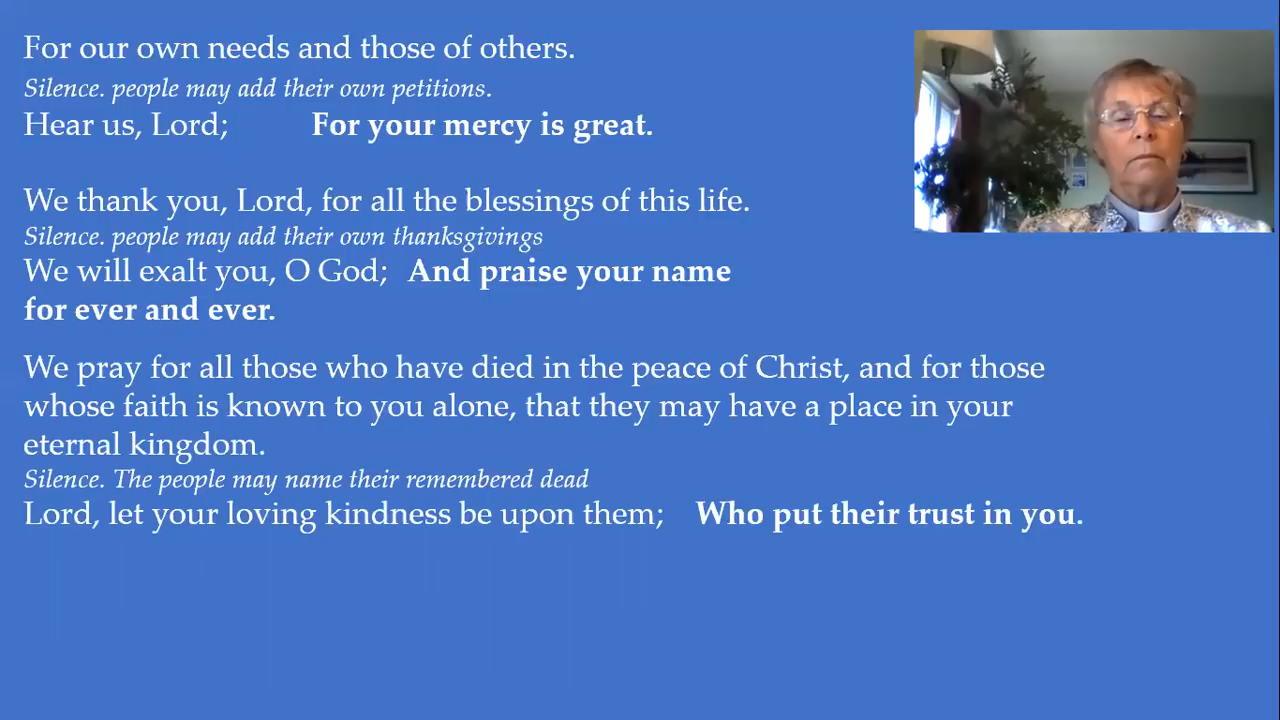 For our own needs and those of others.
Silence. people may add their own petitions.
Hear us, Lord; For your mercy is great.
We thank you, Lord, for all the blessings of this life.
Silence. people may add their own thanksgivings
We will exalt you, O God; And praise your name
for ever and ever.
We pray for all those who have died in the peace of Christ, and for those
whose faith is known to you alone, that they may have a place in your
eternal kingdom.
Silence. The people may name their remembered dead
Lord, let your loving kindness be upon them; Who put their trust in you.